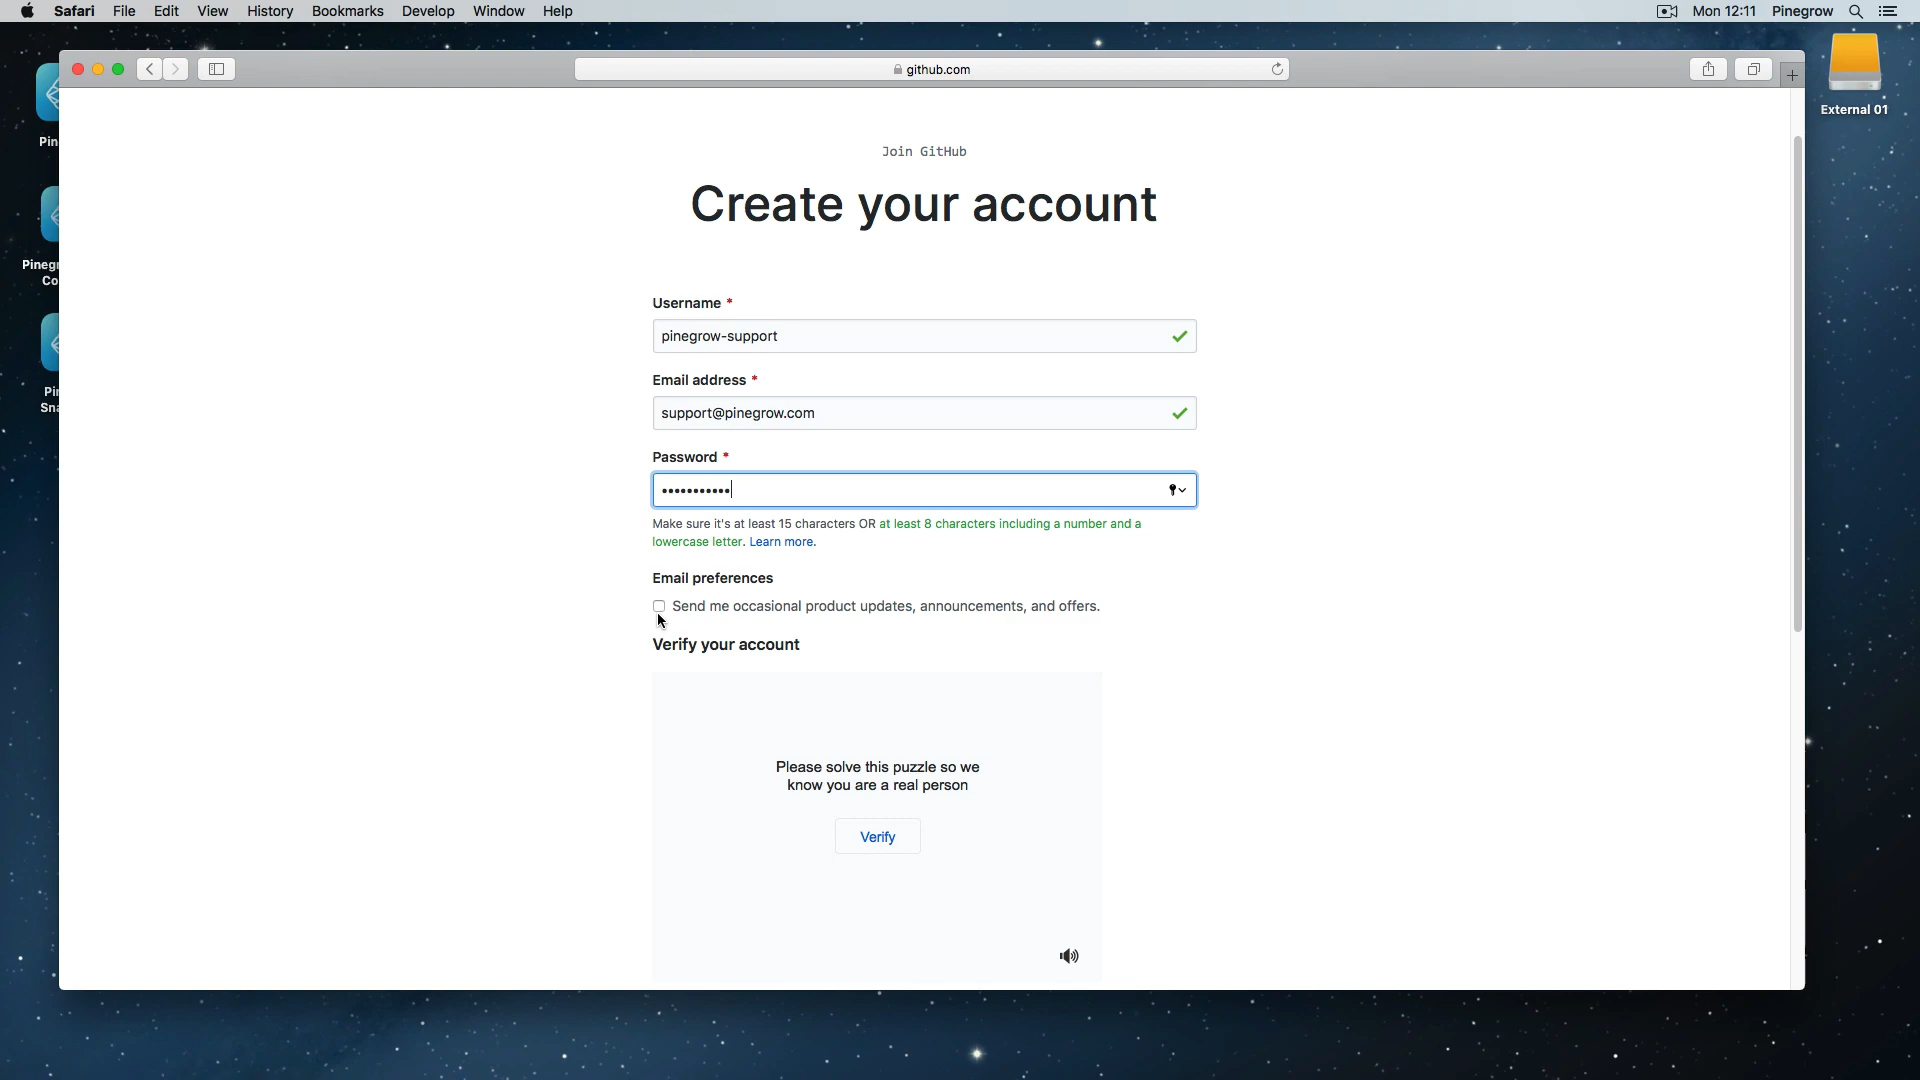 Safari File Edit View History Bookmarks Develop Window Help Mon 12:11 Pinegrow
github.com
External 01
Join GitHub
Create your account
Username *
pinegrow-support
Email address *
support@pinegrow.com
Password *
•••••••••••
Make sure it's at least 15 characters OR at least 8 characters including a number and a
lowercase letter. Learn more.
Email preferences
Send me occasional product updates, announcements, and offers.
Verify your account
Please solve this puzzle so we
know you are a real person
Verify